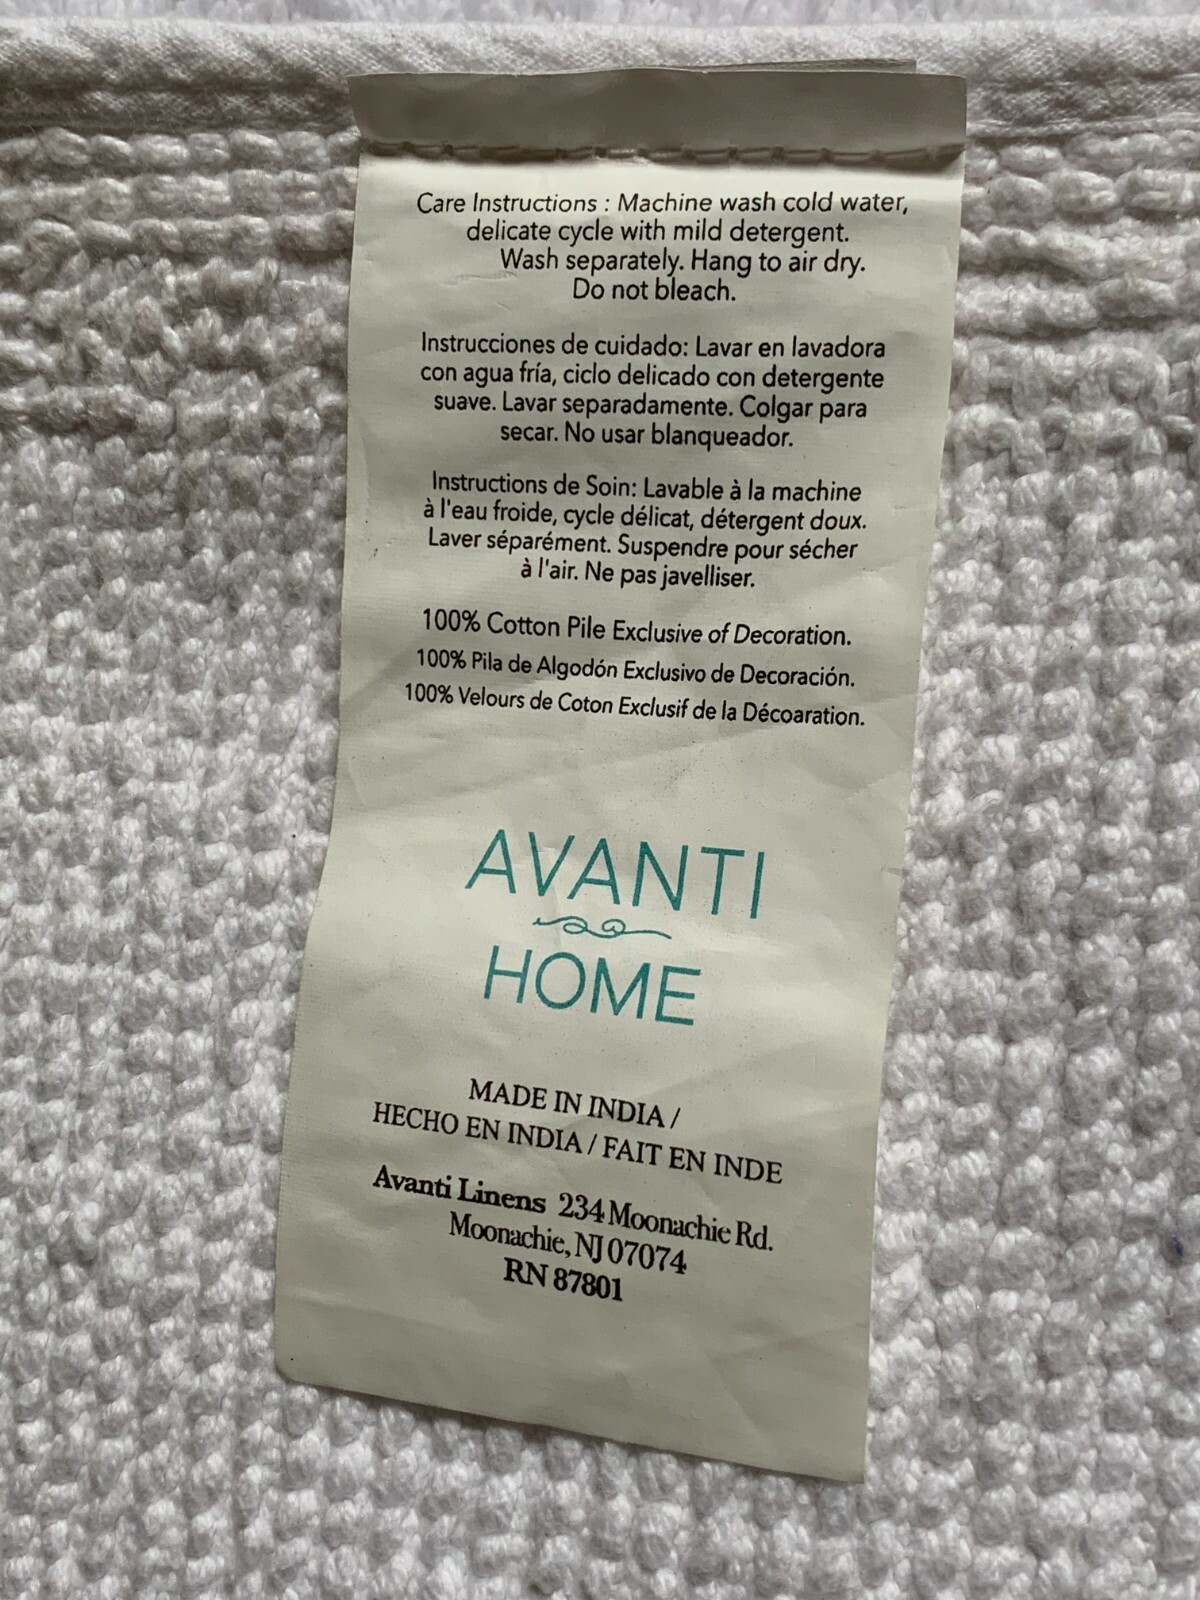 Care Instructions : Machine wash cold water,
delicate cycle with mild detergent.
Wash separately. Hang to air dry.
Do not bleach.
Instrucciones de cuidado: Lavar en lavadora
con agua fría, ciclo delicado con detergente
suave. Lavar separadamente. Colgar para
secar. No usar blanqueador.
Instructions de Soin: Lavable à la machine
à l'eau froide, cycle délicat, détergent doux.
Laver séparément. Suspendre pour sécher
à l'air. Ne pas javelliser.
100% Cotton Pile Exclusive of Decoration.
100% Pila de Algodón Exclusivo de Decoración.
100% Velours de Coton Exclusif de la Décoaration.
AVANTI
HOME
MADE IN INDIA /
HECHO EN INDIA / FAIT EN INDE
Avanti Linens 234 Moonachie Rd.
Moonachie, NJ 07074
RN 87801